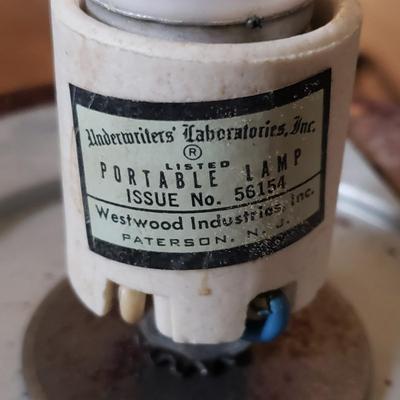 Underwriters' Laboratories, Inc.
®
LISTED
PORTABLE LAMP
ISSUE No. 56154
Westwood Industries, Inc.
PATERSON, N. J.